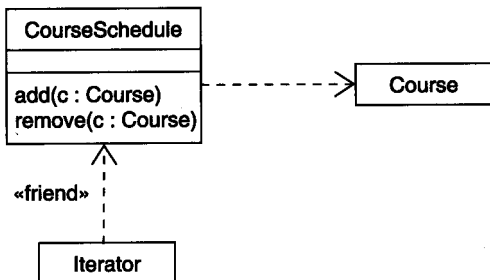 CourseSchedule
add(c : Course)
remove(c : Course)
Course
«friend»
Iterator